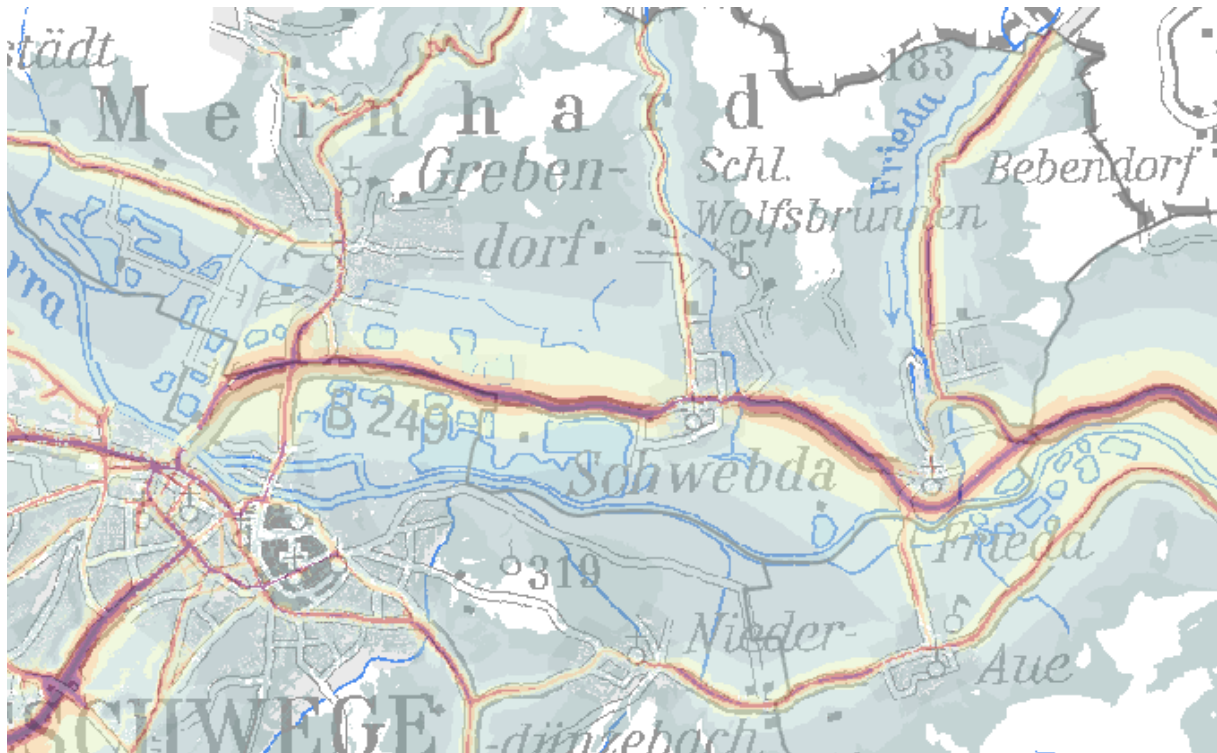 städt
183
Meinhard
Greben-
dorf
Schl.
Wolfsbrunnen
Frieda
Bebendorf
rra
B 249
Schwebda
Frieda
319
Nieder-
Aue
SCHWEGE
-dünzebach